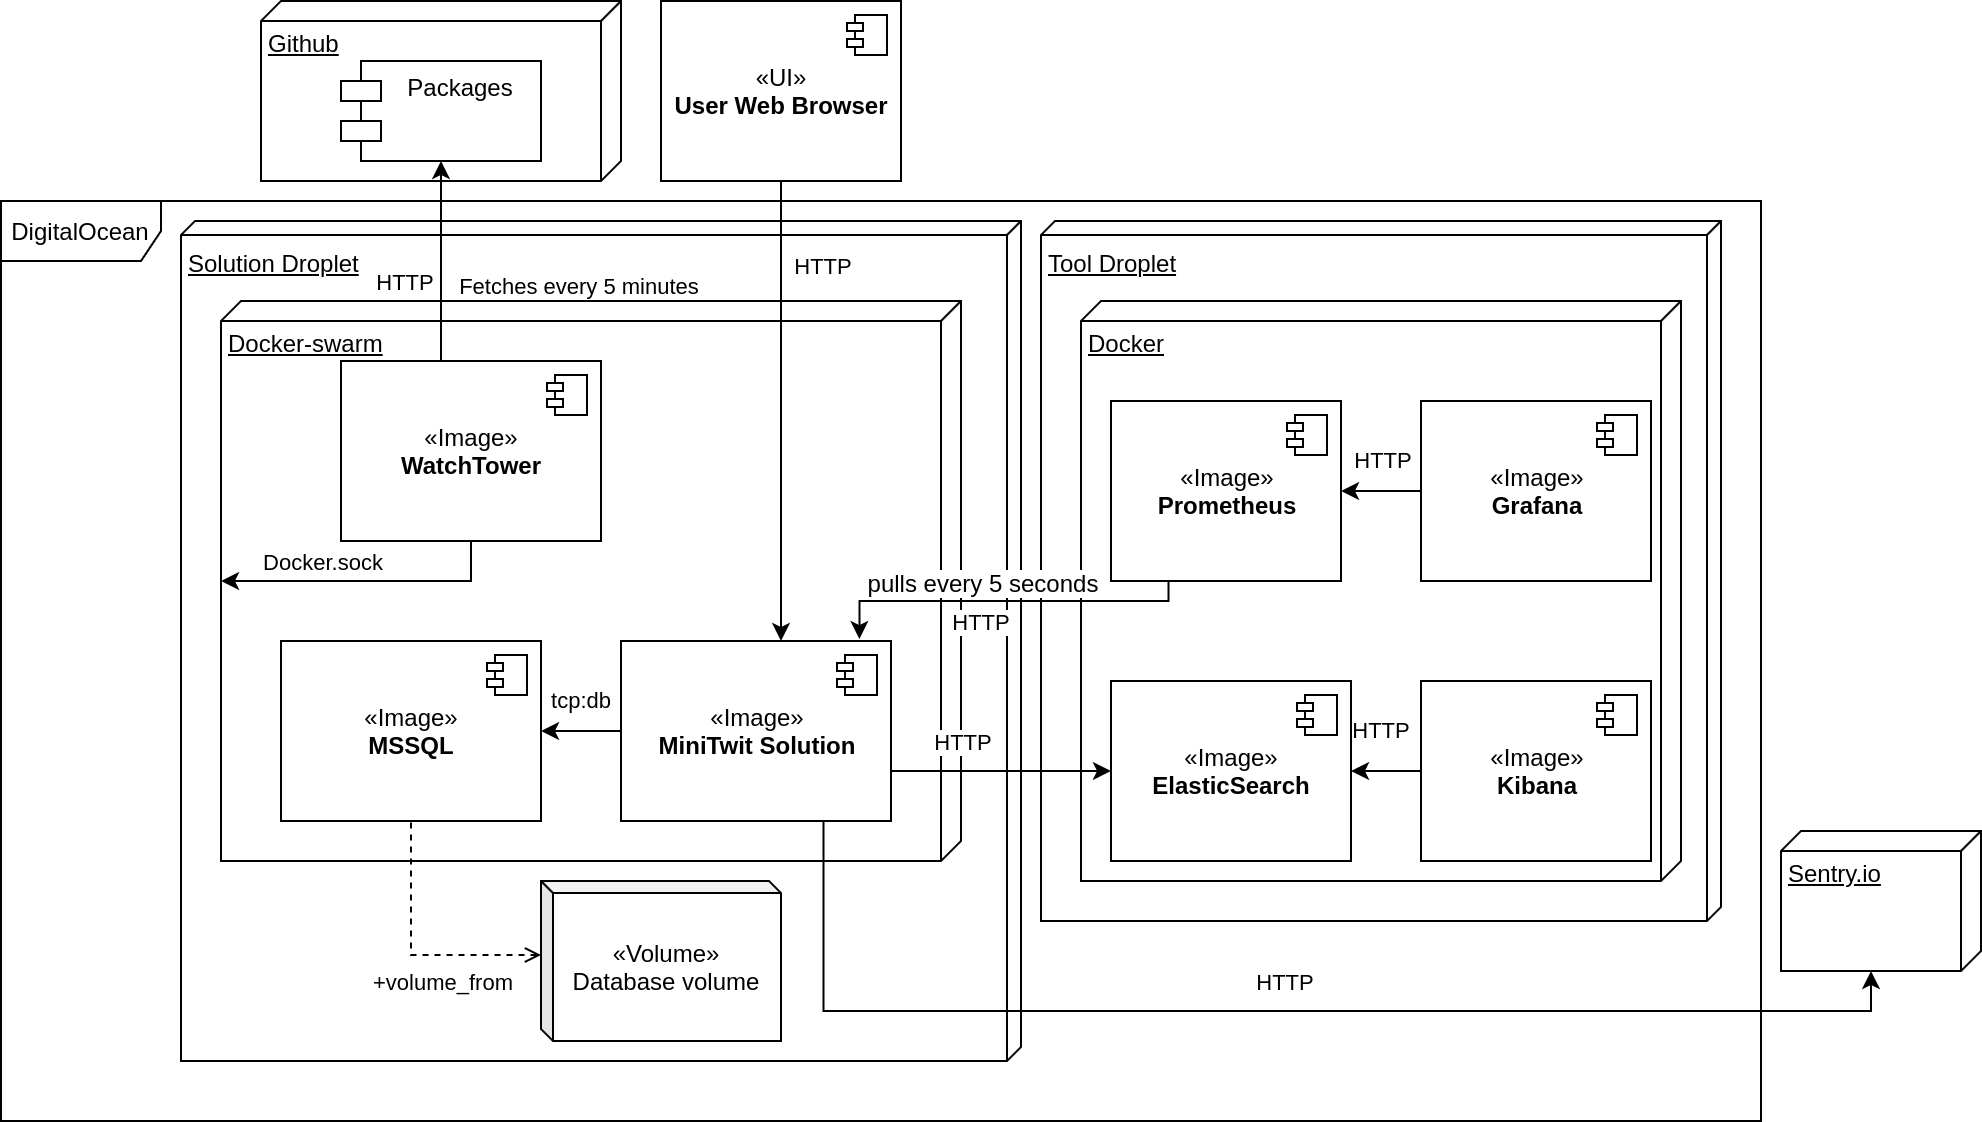 Github
Packages
«UI»
User Web Browser
DigitalOcean
Solution Droplet
HTTP
Fetches every 5 minutes
HTTP
Tool Droplet
Docker-swarm
Docker
«Image»
WatchTower
«Image»
Prometheus
HTTP
«Image»
Grafana
Docker.sock
pulls every 5 seconds
HTTP
«Image»
MSSQL
tcp:db
«Image»
MiniTwit Solution
HTTP
«Image»
ElasticSearch
HTTP
«Image»
Kibana
Sentry.io
+volume_from
«Volume»
Database volume
HTTP